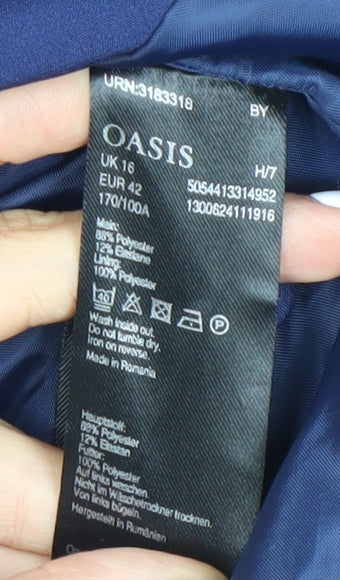 URN:3183318 BY
OASIS
UK 16 H/7
EUR 42 5054413314952
170/100A 1300624111916
Main:
88% Polyester
12% Elastane
Lining:
100% Polyester
40 P
Wash inside out.
Do not tumble dry.
Iron on reverse.
Made in Romania
Hauptstoff:
88% Polyester
12% Elastan
Futter:
100% Polyester
Auf links waschen.
Nicht im Wäschetrockner trocknen.
Von links bügeln.
Hergestellt in Rumänien